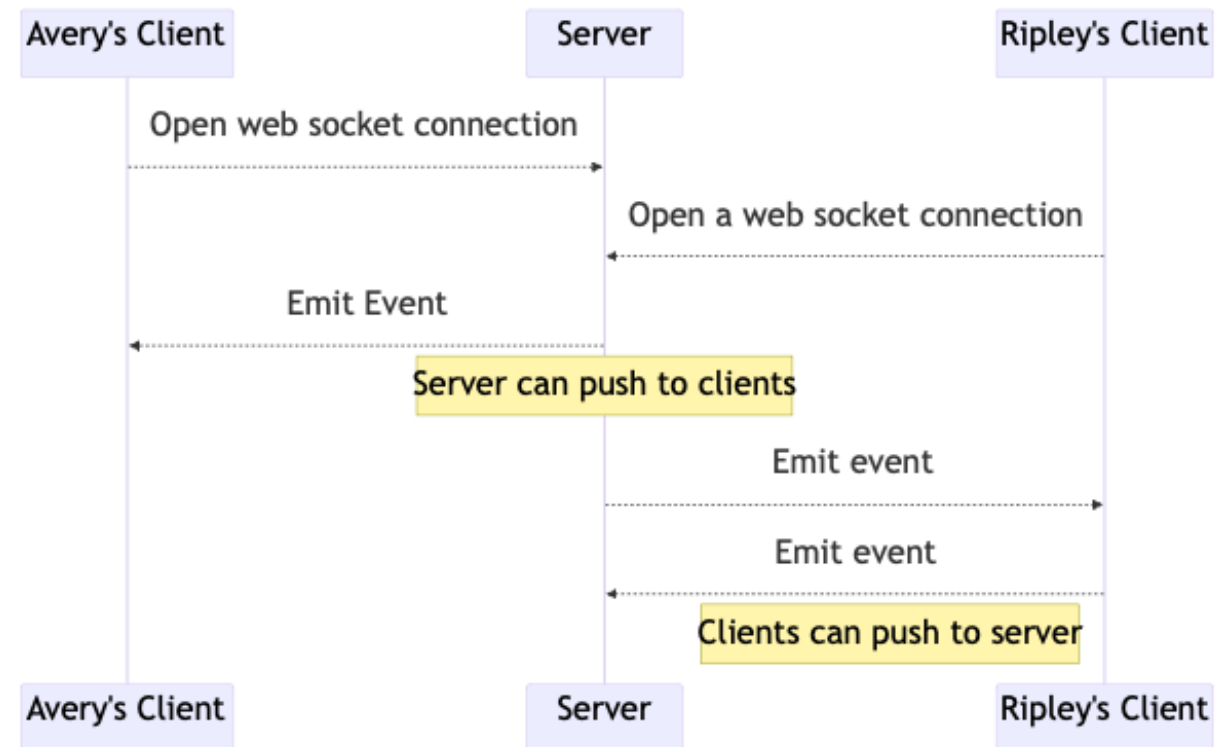 Avery's Client
Server
Ripley's Client
Open web socket connection
Open a web socket connection
Emit Event
Server can push to clients
Emit event
Emit event
Clients can push to server
Avery's Client
Server
Ripley's Client